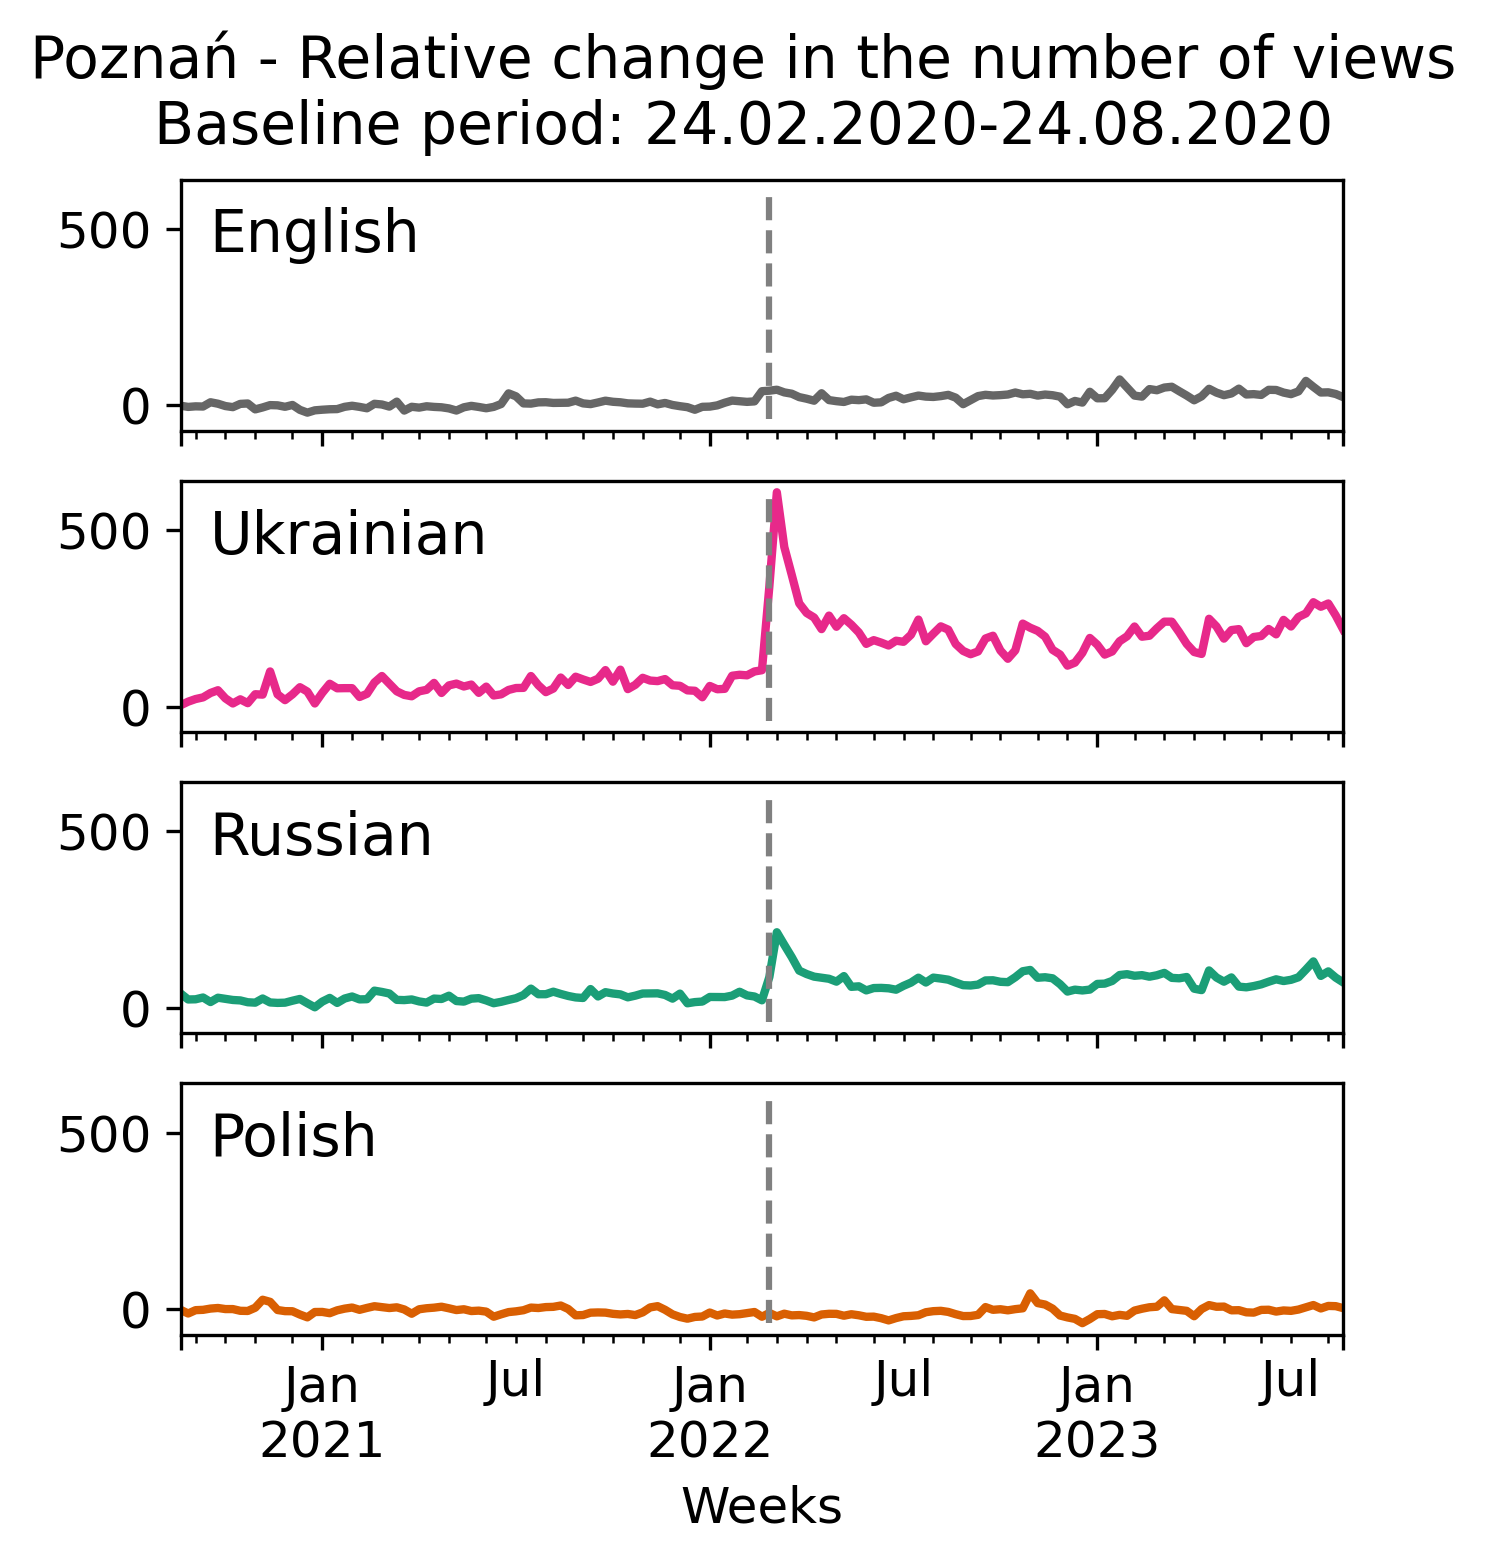 Poznań - Relative change in the number of views
Baseline period: 24.02.2020-24.08.2020
500
English
0
500
Ukrainian
0
500
Russian
0
500
Polish
0
Jan Jul Jan Jul Jan Jul
2021 2022 2023
Weeks